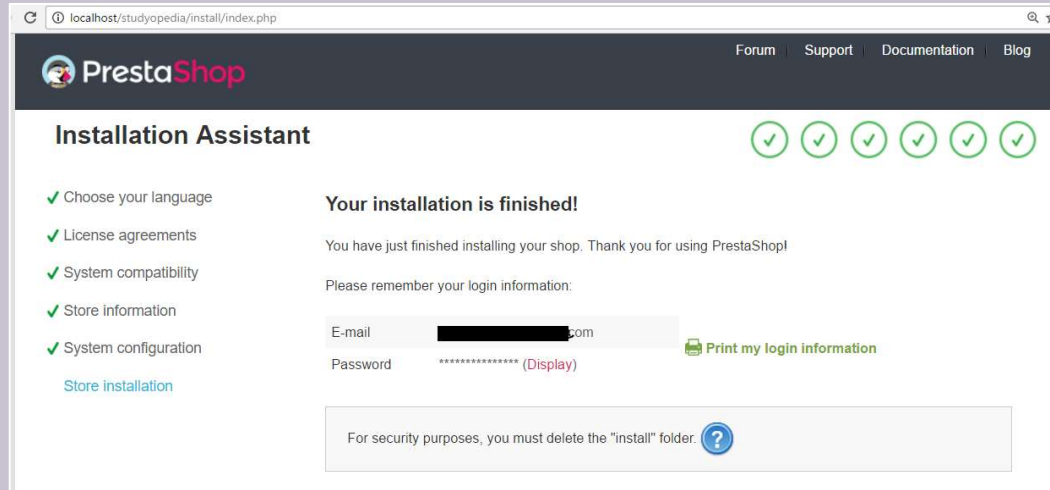 localhost/studyopedia/install/index.php
PrestaShop
Forum Support Documentation Blog
Installation Assistant
Choose your language
License agreements
System compatibility
Store information
System configuration
Store installation
Your installation is finished!
You have just finished installing your shop. Thank you for using PrestaShop!
Please remember your login information:
E-mail com
Password *************** (Display)
Print my login information
For security purposes, you must delete the "install" folder. ?